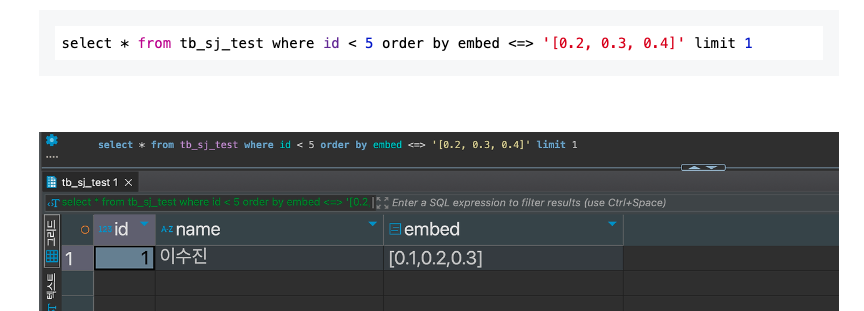 select * from tb_sj_test where id < 5 order by embed <=> '[0.2, 0.3, 0.4]' limit 1
select * from tb_sj_test where id < 5 order by embed <=> '[0.2, 0.3, 0.4]' limit 1
tb_sj_test 1 ×
select * from tb_sj_test where id < 5 order by embed <=> '[0.2 Enter a SQL expression to filter results (use Ctrl+Space)
그리드
123 id A-Z name embed
1 1 이수진 [0.1,0.2,0.3]
텍스트